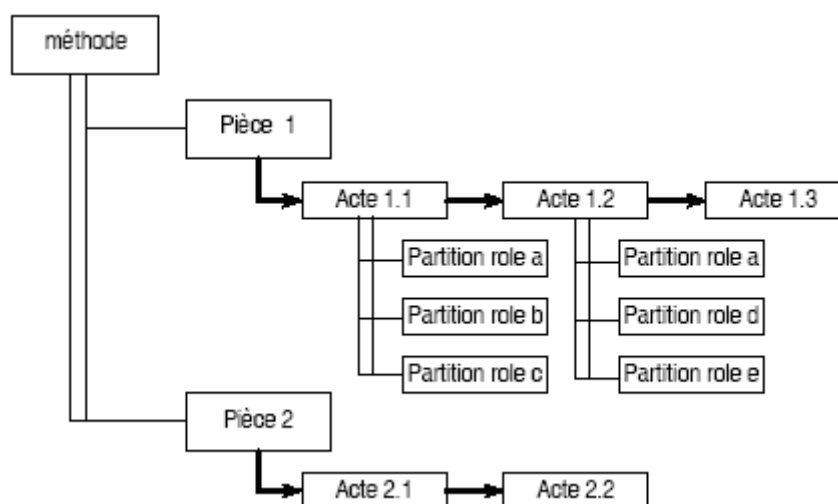 méthode
Pièce 1
Acte 1.1
Acte 1.2
Acte 1.3
Partition role a
Partition role a
Partition role b
Partition role d
Partition role c
Partition role e
Pièce 2
Acte 2.1
Acte 2.2